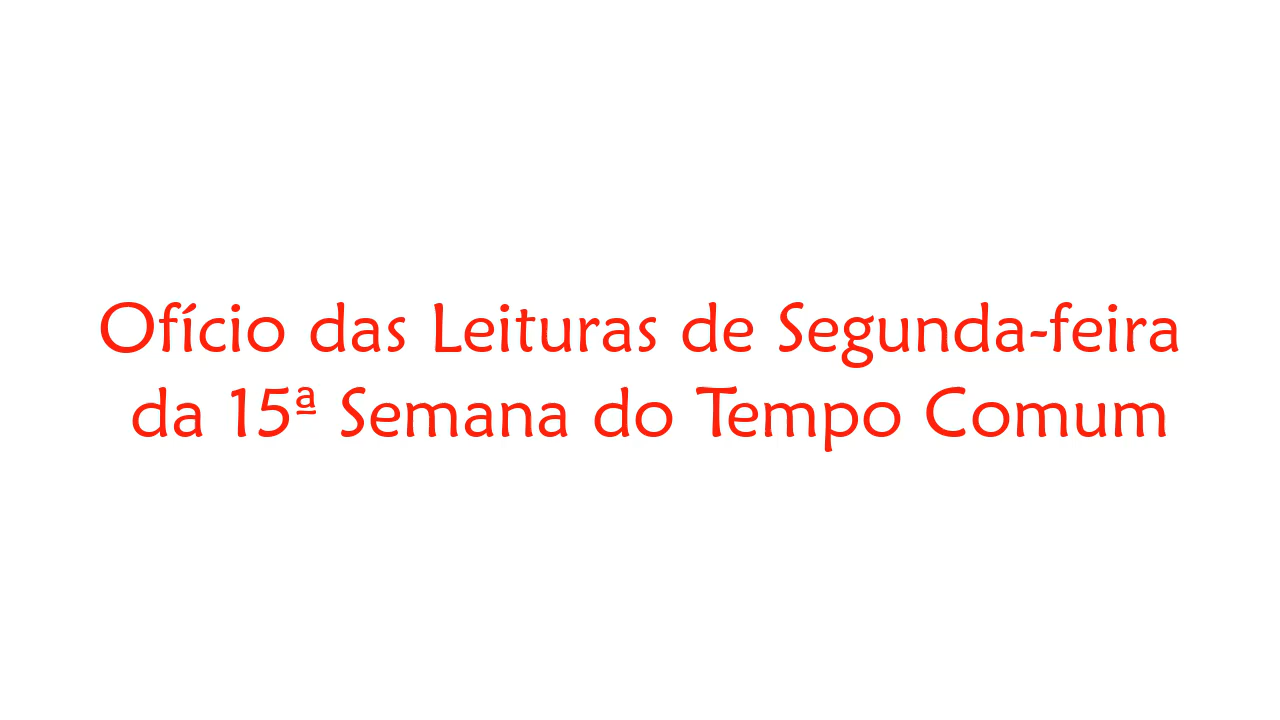 Ofício das Leituras de Segunda-feira
da 15ª Semana do Tempo Comum